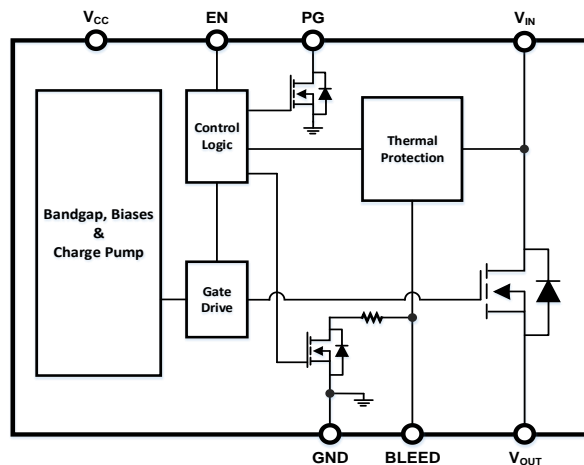 VCC
EN
PG
VIN
Control
Logic
Thermal
Protection
Bandgap, Biases
&
Charge Pump
Gate
Drive
GND
BLEED
VOUT